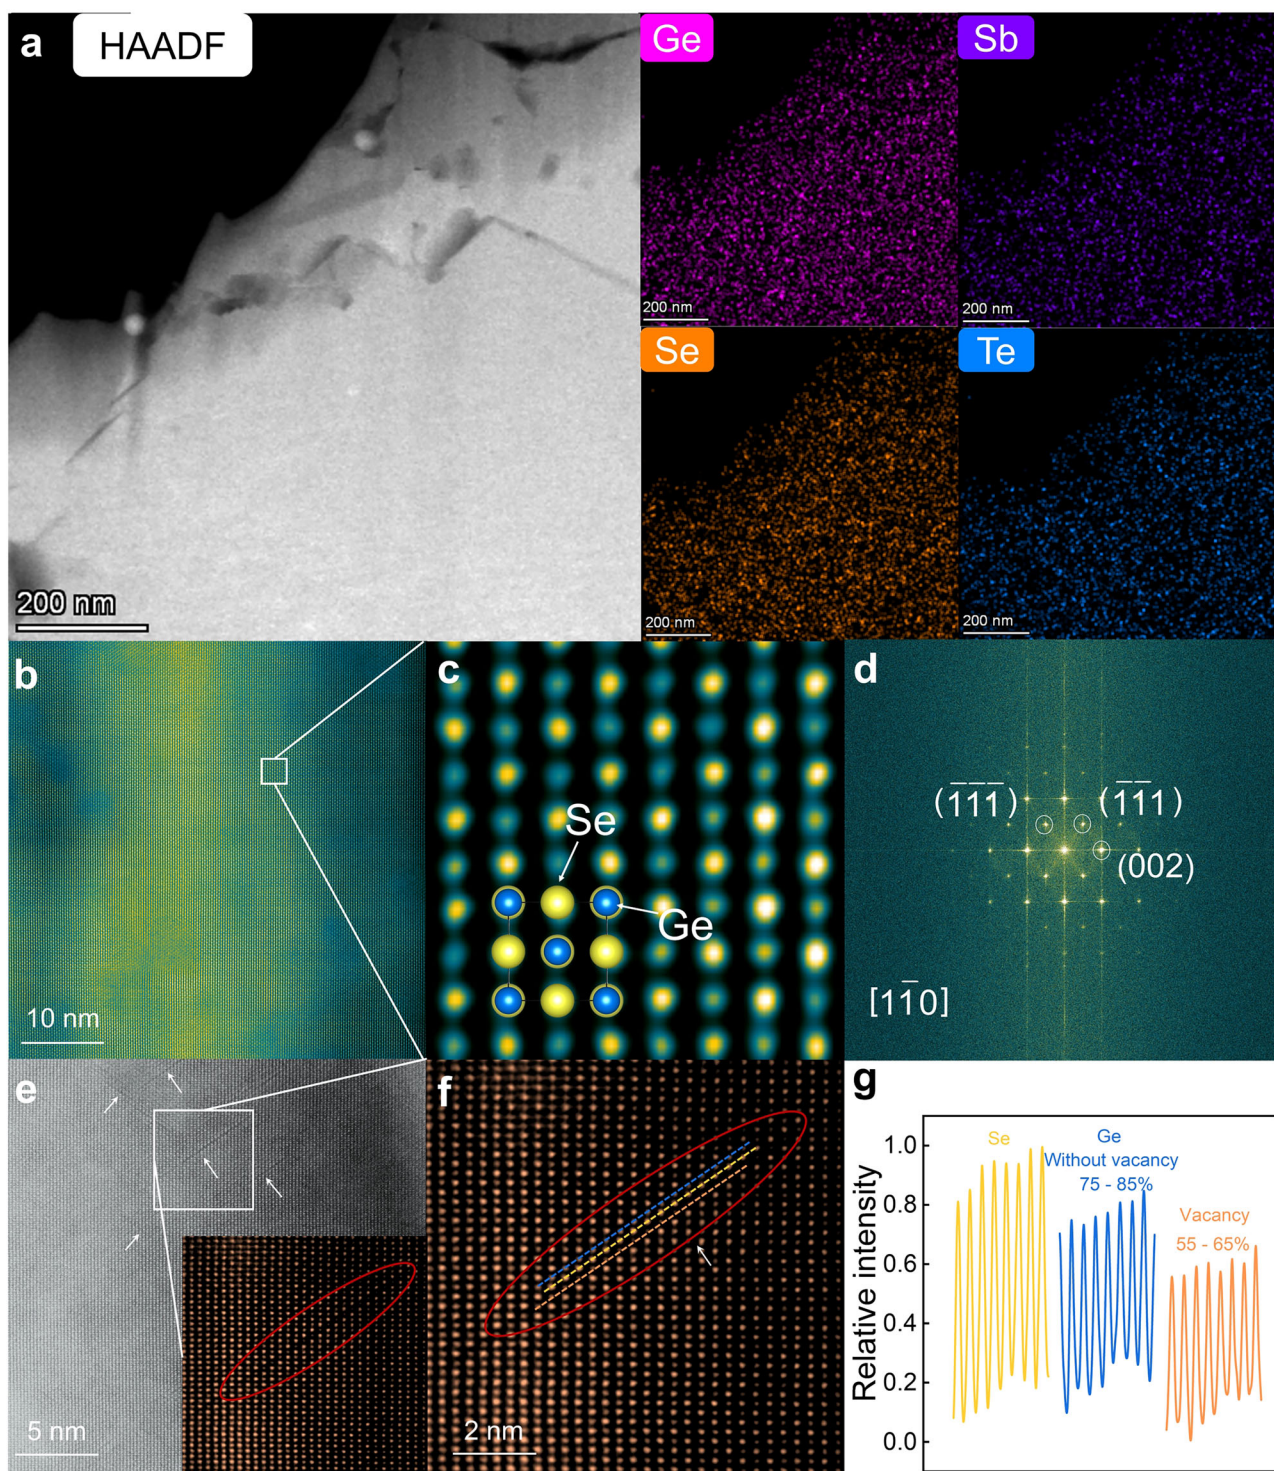 a
HAADF
200 nm
Ge
200 nm
Sb
200 nm
Se
200 nm
Te
200 nm
b
10 nm
c
Se
Ge
d
(1̅1̅1̅)
(1̅1̅1)
(002)
[11̅0]
e
5 nm
f
2 nm
g
Relative intensity
1.0
0.8
0.6
0.4
0.2
0.0
Se
Ge
Without vacancy
75 - 85%
Vacancy
55 - 65%